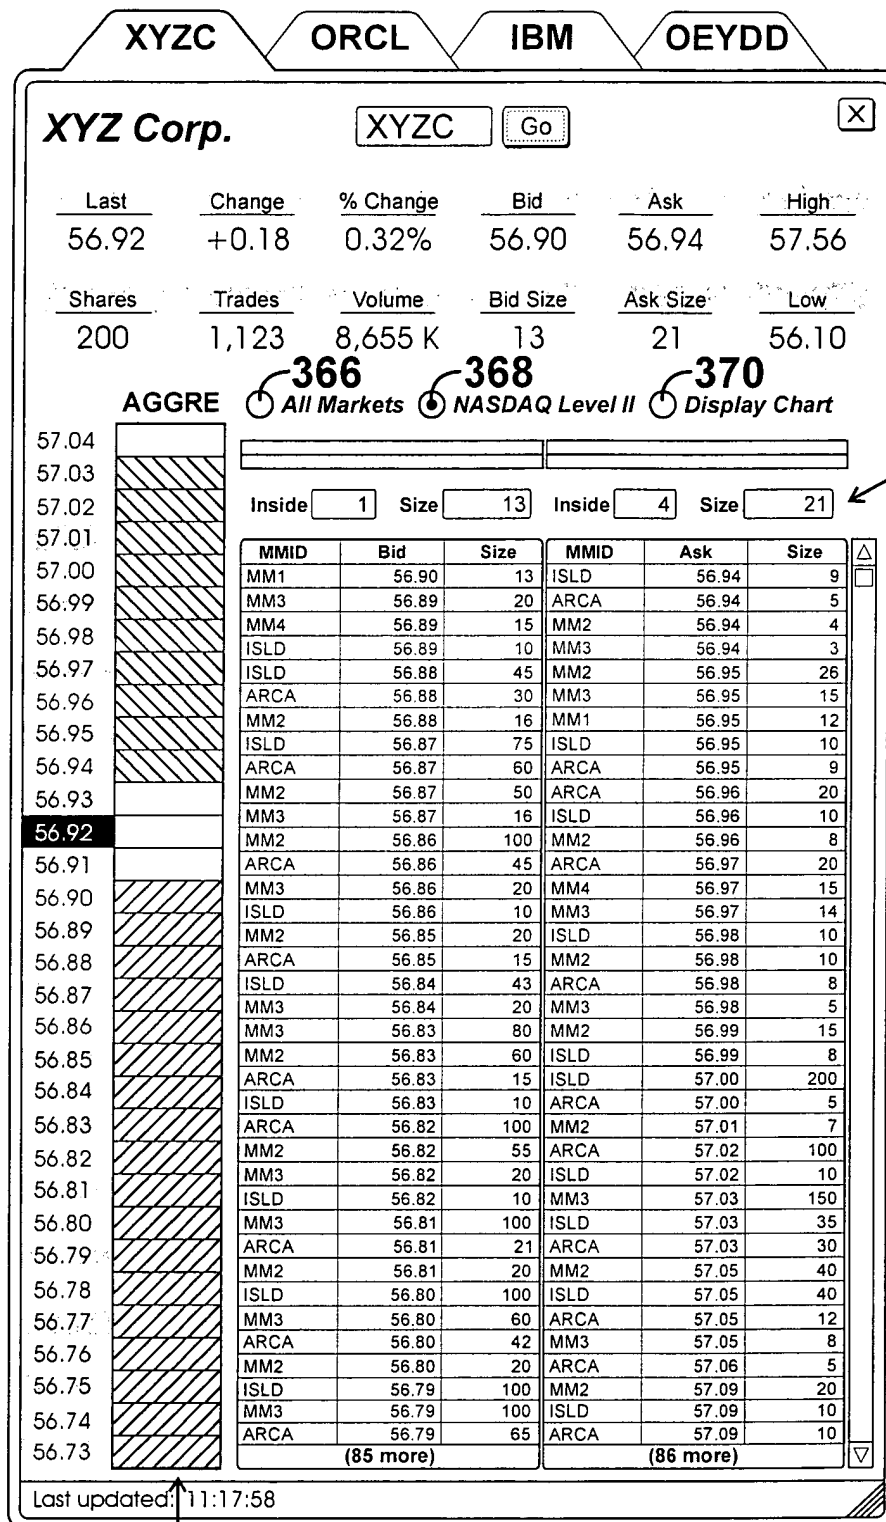 XYZC ORCL IBM OEYDD
XYZ Corp. XYZC Go X
Last Change % Change Bid Ask High
56.92 +0.18 0.32% 56.90 56.94 57.56
Shares Trades Volume Bid Size Ask Size Low
200 1,123 8,655 K 13 21 56.10
366 368 370
AGGRE All Markets NASDAQ Level II Display Chart
57.04
57.03
57.02
57.01
57.00
56.99
56.98
56.97
56.96
56.95
56.94
56.93
56.92
56.91
56.90
56.89
56.88
56.87
56.86
56.85
56.84
56.83
56.82
56.81
56.80
56.79
56.78
56.77
56.76
56.75
56.74
56.73
Inside 1 Size 13 Inside 4 Size 21
MMID Bid Size MMID Ask Size
MM1 56.90 13 ISLD 56.94 9
MM3 56.89 20 ARCA 56.94 5
MM4 56.89 15 MM2 56.94 4
ISLD 56.89 10 MM3 56.94 3
ISLD 56.88 45 MM2 56.95 26
ARCA 56.88 30 MM3 56.95 15
MM2 56.88 16 MM1 56.95 12
ISLD 56.87 75 ISLD 56.95 10
ARCA 56.87 60 ARCA 56.95 9
MM2 56.87 50 ARCA 56.96 20
MM3 56.87 16 ISLD 56.96 10
MM2 56.86 100 MM2 56.96 8
ARCA 56.86 45 ARCA 56.97 20
MM3 56.86 20 MM4 56.97 15
ISLD 56.86 10 MM3 56.97 14
MM2 56.85 20 ISLD 56.98 10
ARCA 56.85 15 MM2 56.98 10
ISLD 56.84 43 ARCA 56.98 8
MM3 56.84 20 MM3 56.98 5
MM3 56.83 80 MM2 56.99 15
MM2 56.83 60 ISLD 56.99 8
ARCA 56.83 15 ISLD 57.00 200
ISLD 56.83 10 ARCA 57.00 5
ARCA 56.82 100 MM2 57.01 7
MM2 56.82 55 ARCA 57.02 100
MM3 56.82 20 ISLD 57.02 10
ISLD 56.82 10 MM3 57.03 150
MM3 56.81 100 ISLD 57.03 35
ARCA 56.81 21 ARCA 57.03 30
MM2 56.81 20 MM2 57.05 40
ISLD 56.80 100 ISLD 57.05 40
MM3 56.80 60 ARCA 57.05 12
ARCA 56.80 42 MM3 57.05 8
MM2 56.80 20 ARCA 57.06 5
ISLD 56.79 100 MM2 57.09 20
MM3 56.79 100 ISLD 57.09 10
ARCA 56.79 65 ARCA 57.09 10
(85 more) (86 more)
Last updated: 11:17:58